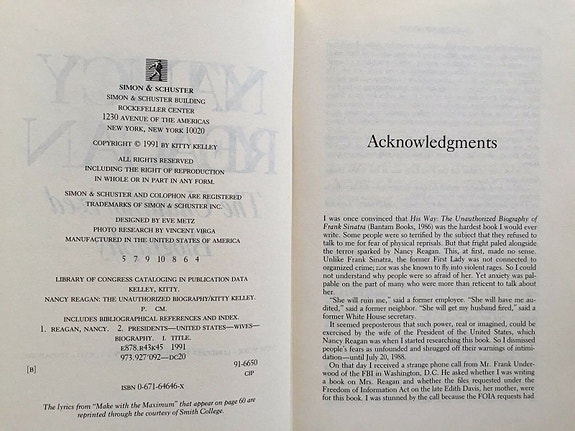 SIMON & SCHUSTER
SIMON & SCHUSTER BUILDING
ROCKEFELLER CENTER
1230 AVENUE OF THE AMERICAS
NEW YORK, NEW YORK 10020
COPYRIGHT © 1991 BY KITTY KELLEY
ALL RIGHTS RESERVED
INCLUDING THE RIGHT OF REPRODUCTION
IN WHOLE OR IN PART IN ANY FORM.
SIMON & SCHUSTER AND COLOPHON ARE REGISTERED
TRADEMARKS OF SIMON & SCHUSTER INC.
DESIGNED BY EVE METZ
PHOTO RESEARCH BY VINCENT VIRGA
MANUFACTURED IN THE UNITED STATES OF AMERICA
5 7 9 10 8 6 4
LIBRARY OF CONGRESS CATALOGING IN PUBLICATION DATA
KELLEY, KITTY.
NANCY REAGAN: THE UNAUTHORIZED BIOGRAPHY/KITTY KELLEY.
P. CM.
INCLUDES BIBLIOGRAPHICAL REFERENCES AND INDEX.
1. REAGAN, NANCY. 2. PRESIDENTS—UNITED STATES—WIVES—
BIOGRAPHY. I. TITLE.
E878.R43K45 1991
973.927'092—DC20
91-6650
[B] CIP
ISBN 0-671-64646-X
The lyrics from "Make with the Maximum" that appear on page 60 are
reprinted through the courtesy of Smith College.
Acknowledgments
I was once convinced that His Way: The Unauthorized Biography of
Frank Sinatra (Bantam Books, 1986) was the hardest book I would ever
write. Some people were so terrified by the subject that they refused to
talk to me for fear of physical reprisals. But that fright paled alongside
the terror sparked by Nancy Reagan. This, at first, made no sense.
Unlike Frank Sinatra, the former First Lady was not connected to
organized crime; nor was she known to fly into violent rages. So I could
not understand why people were so afraid of her. Yet anxiety was pal-
pable on the part of many who were more than reticent to talk about
her.
"She will ruin me," said a former employee. "She will have me au-
dited," said a former neighbor. "She will get my husband fired," said a
former White House secretary.
It seemed preposterous that such power, real or imagined, could be
exercised by the wife of the President of the United States, which
Nancy Reagan was when I started researching this book. So I dismissed
people's fears as unfounded and shrugged off their warnings of intimi-
dation—until July 20, 1988.
On that day I received a strange phone call from Mr. Frank Under-
wood of the FBI in Washington, D.C. He asked whether I was writing
a book on Mrs. Reagan and whether the files requested under the
Freedom of Information Act on the late Edith Davis, her mother, were
for this book. I was stunned by the call because the FOIA requests had